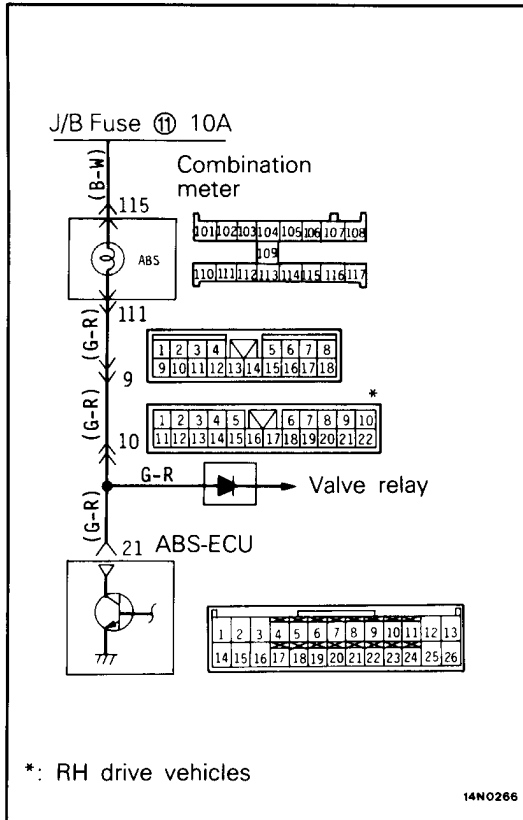 J/B Fuse ⑪ 10A
(B-W)
Combination
meter
115
101 102 103 104 105 106 107 108
109
110 111 112 113 114 115 116 117
ABS
111
(G-R)
1 2 3 4 5 6 7 8
9 10 11 12 13 14 15 16 17 18
9
*
(G-R)
1 2 3 4 5 6 7 8 9 10
11 12 13 14 15 16 17 18 19 20 21 22
10
G-R
Valve relay
(G-R)
21 ABS-ECU
1 2 3 4 5 6 7 8 9 10 11 12 13
14 15 16 17 18 19 20 21 22 23 24 25 26
*: RH drive vehicles
14N0266